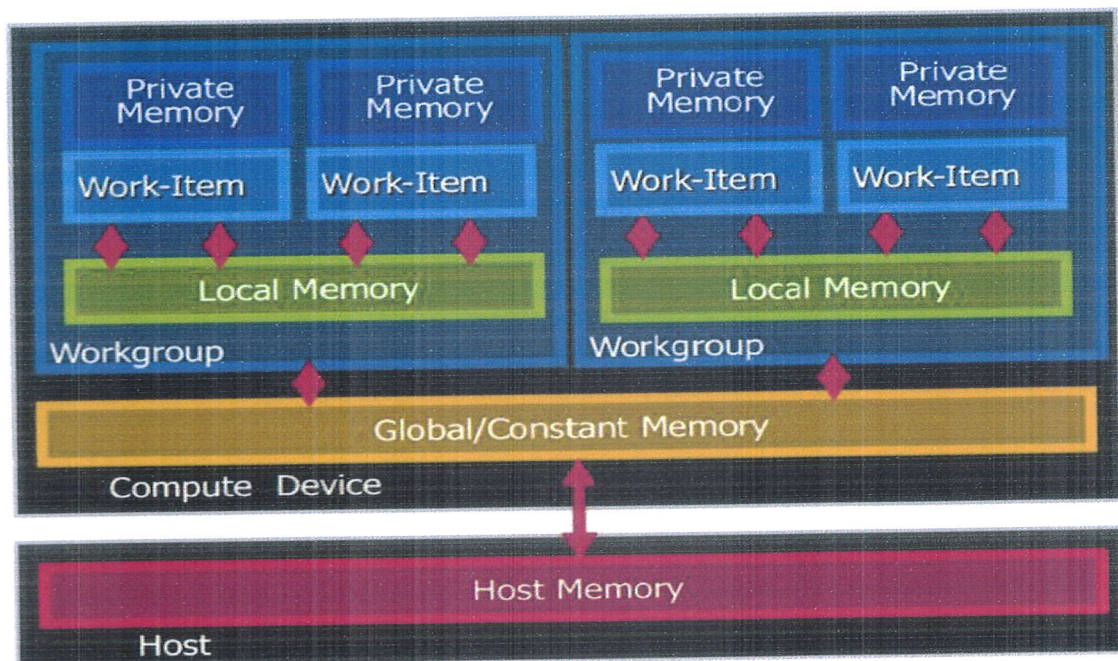 Private
Memory
Private
Memory
Private
Memory
Private
Memory
Work-Item
Work-Item
Work-Item
Work-Item
Local Memory
Local Memory
Workgroup
Workgroup
Global/Constant Memory
Compute Device
Host Memory
Host